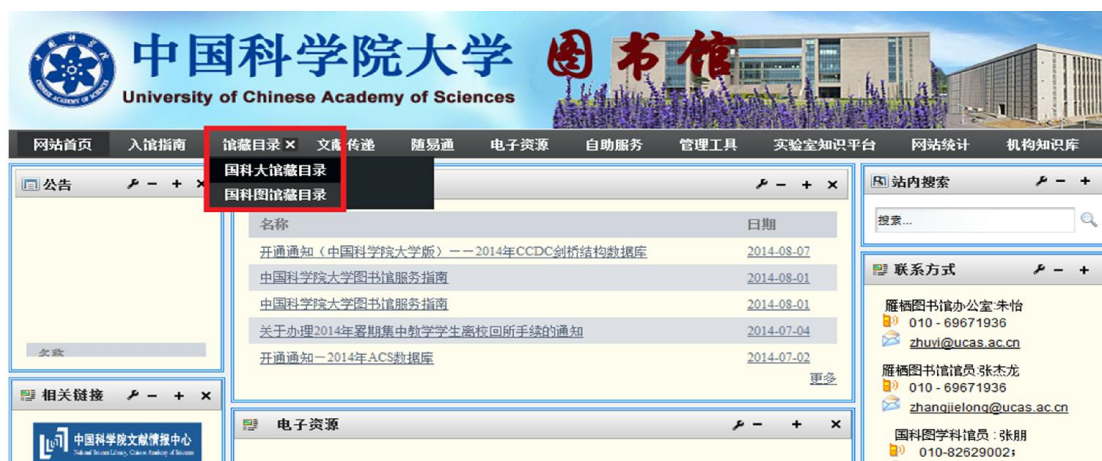 中国科学院大学 图书馆
University of Chinese Academy of Sciences
网站首页 入馆指南 馆藏目录 文献传递 随易通 电子资源 自助服务 管理工具 实验室知识平台 网站统计 机构知识库
国科大馆藏目录
国科图馆藏目录
公告
名称
相关链接
中国科学院文献情报中心
National Science Library, Chinese Academy of Sciences
名称 日期
开通通知（中国科学院大学版）－－2014年CCDC剑桥结构数据库 2014-08-07
中国科学院大学图书馆服务指南 2014-08-01
中国科学院大学图书馆服务指南 2014-08-01
关于办理2014年署期集中教学学生离校回所手续的通知 2014-07-04
开通通知－2014年ACS数据库 2014-07-02
更多
电子资源
站内搜索
搜索...
联系方式
雁栖图书馆办公室:朱怡
010 - 69671936
zhuyi@ucas.ac.cn
雁栖图书馆馆员:张杰龙
010 - 69671936
zhangjielong@ucas.ac.cn
国科图学科馆员：张朋
010-82629002;